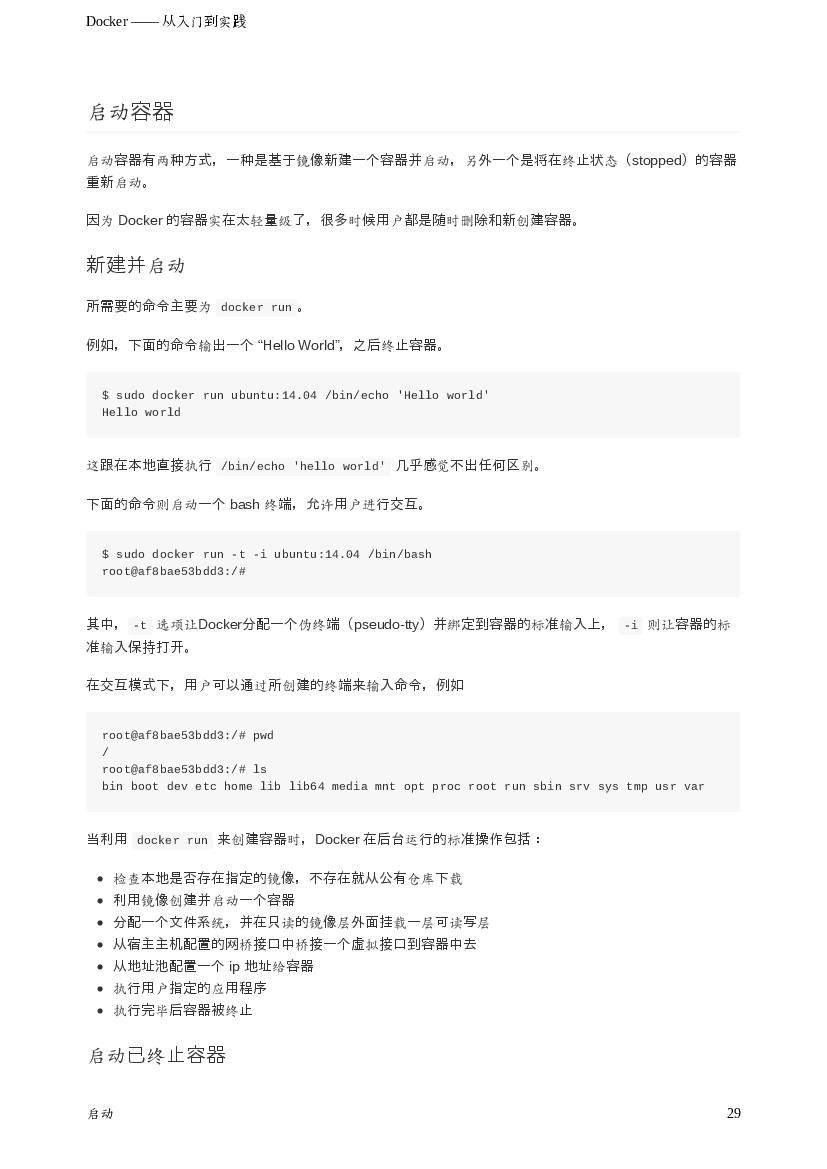 Docker —— 从入门到实践
启动容器
启动容器有两种方式，一种是基于镜像新建一个容器并启动，另外一个是将在终止状态（stopped）的容器
重新启动。
因为 Docker 的容器实在太轻量级了，很多时候用户都是随时删除和新创建容器。
新建并启动
所需要的命令主要为 docker run 。
例如，下面的命令输出一个 “Hello World”，之后终止容器。
$ sudo docker run ubuntu:14.04 /bin/echo 'Hello world'
Hello world
这跟在本地直接执行 /bin/echo 'hello world' 几乎感觉不出任何区别。
下面的命令则启动一个 bash 终端，允许用户进行交互。
$ sudo docker run -t -i ubuntu:14.04 /bin/bash
root@af8bae53bdd3:/#
其中， -t 选项让Docker分配一个伪终端（pseudo-tty）并绑定到容器的标准输入上， -i 则让容器的标
准输入保持打开。
在交互模式下，用户可以通过所创建的终端来输入命令，例如
root@af8bae53bdd3:/# pwd
/
root@af8bae53bdd3:/# ls
bin boot dev etc home lib lib64 media mnt opt proc root run sbin srv sys tmp usr var
当利用 docker run 来创建容器时，Docker 在后台运行的标准操作包括：
• 检查本地是否存在指定的镜像，不存在就从公有仓库下载
• 利用镜像创建并启动一个容器
• 分配一个文件系统，并在只读的镜像层外面挂载一层可读写层
• 从宿主主机配置的网桥接口中桥接一个虚拟接口到容器中去
• 从地址池配置一个 ip 地址给容器
• 执行用户指定的应用程序
• 执行完毕后容器被终止
启动已终止容器
启动
29